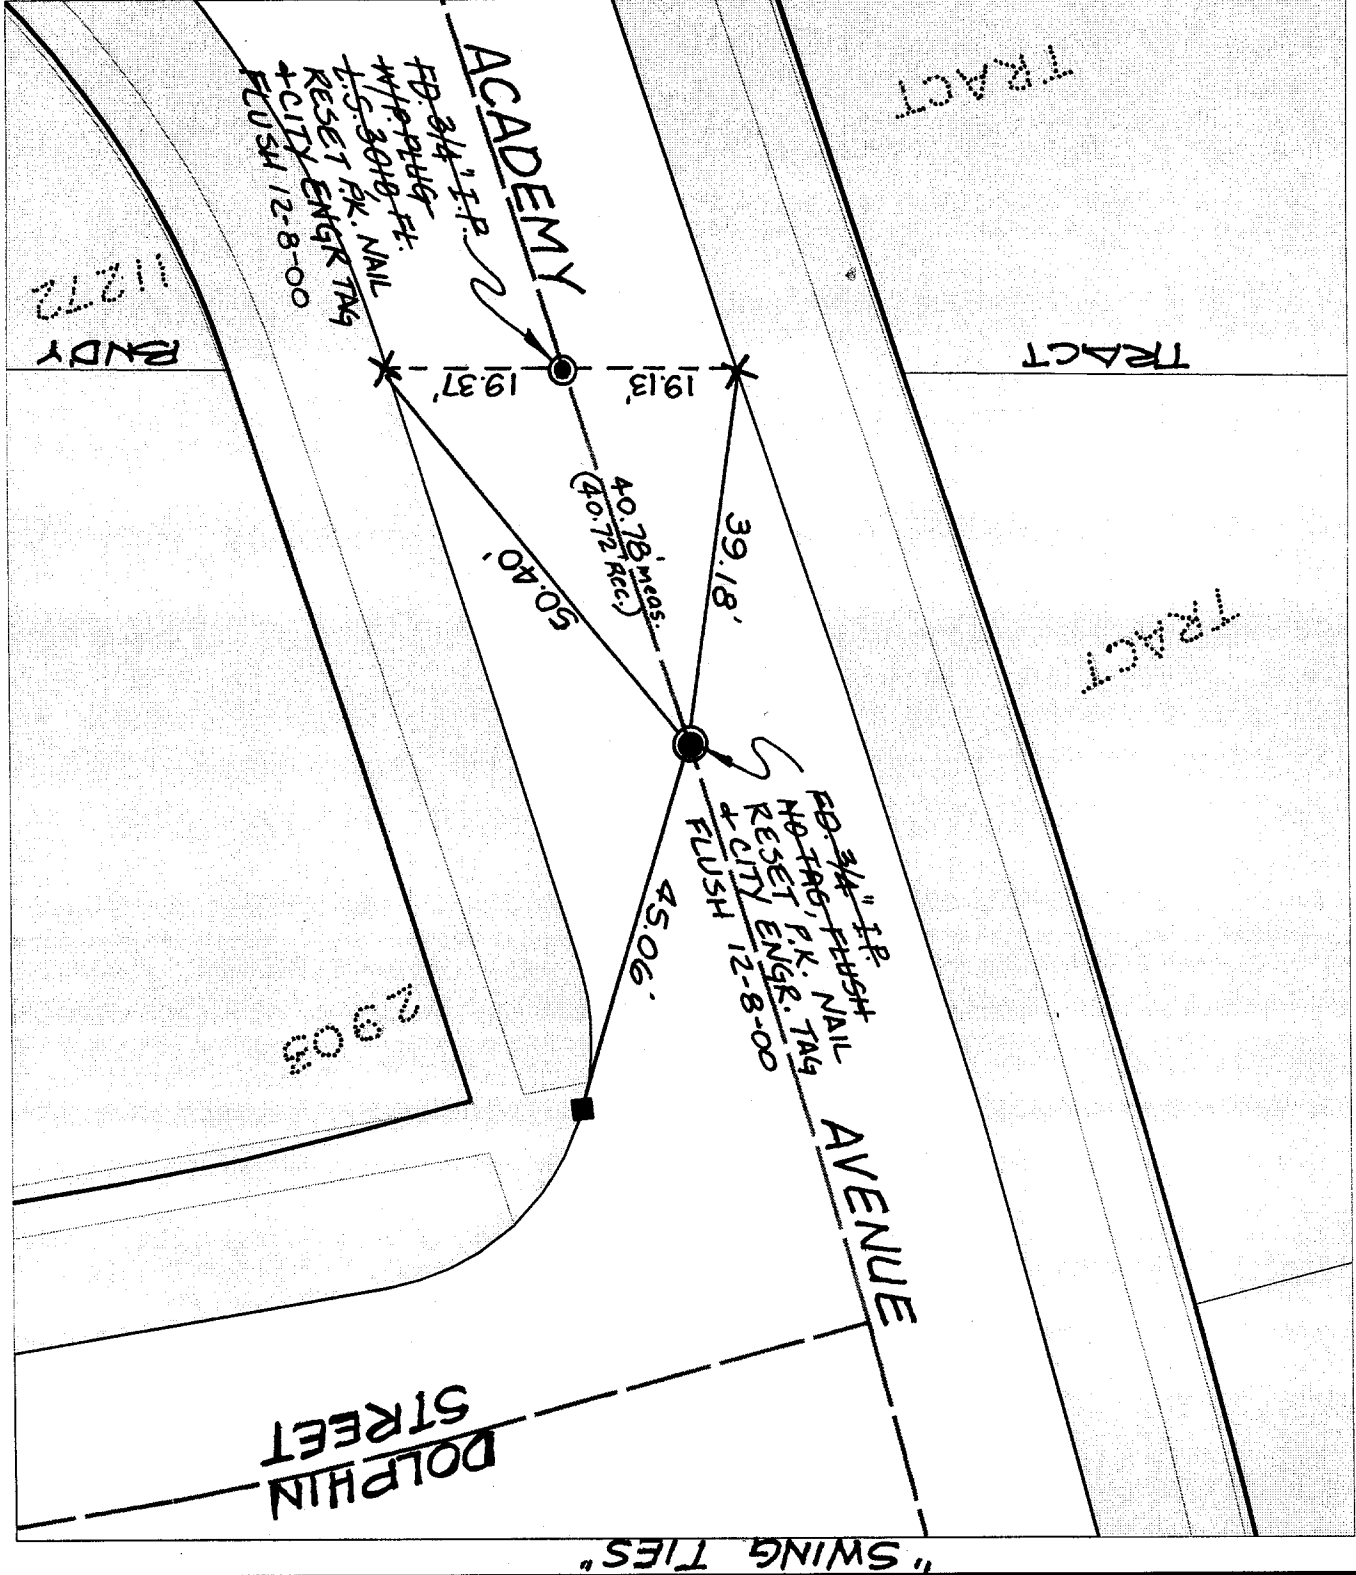 "SWING TIES"
DOLPHIN
STREET
ACADEMY
AVENUE
FD. 3/4" I.P.
W/P. PLUG
L.S. 3018 FL.
RESET P.K. NAIL
+ CITY ENGR TAG
FLUSH 12-8-00
FD. 3/4" I.P.
NO TAG, FLUSH
RESET P.K. NAIL
+ CITY ENGR. TAG
FLUSH 12-8-00
19.37'
19.13'
40.78' meas.
(40.72' REC.)
39.18'
50.40'
45.06'
TRACT
TRACT
TRACT
BNDY
11272